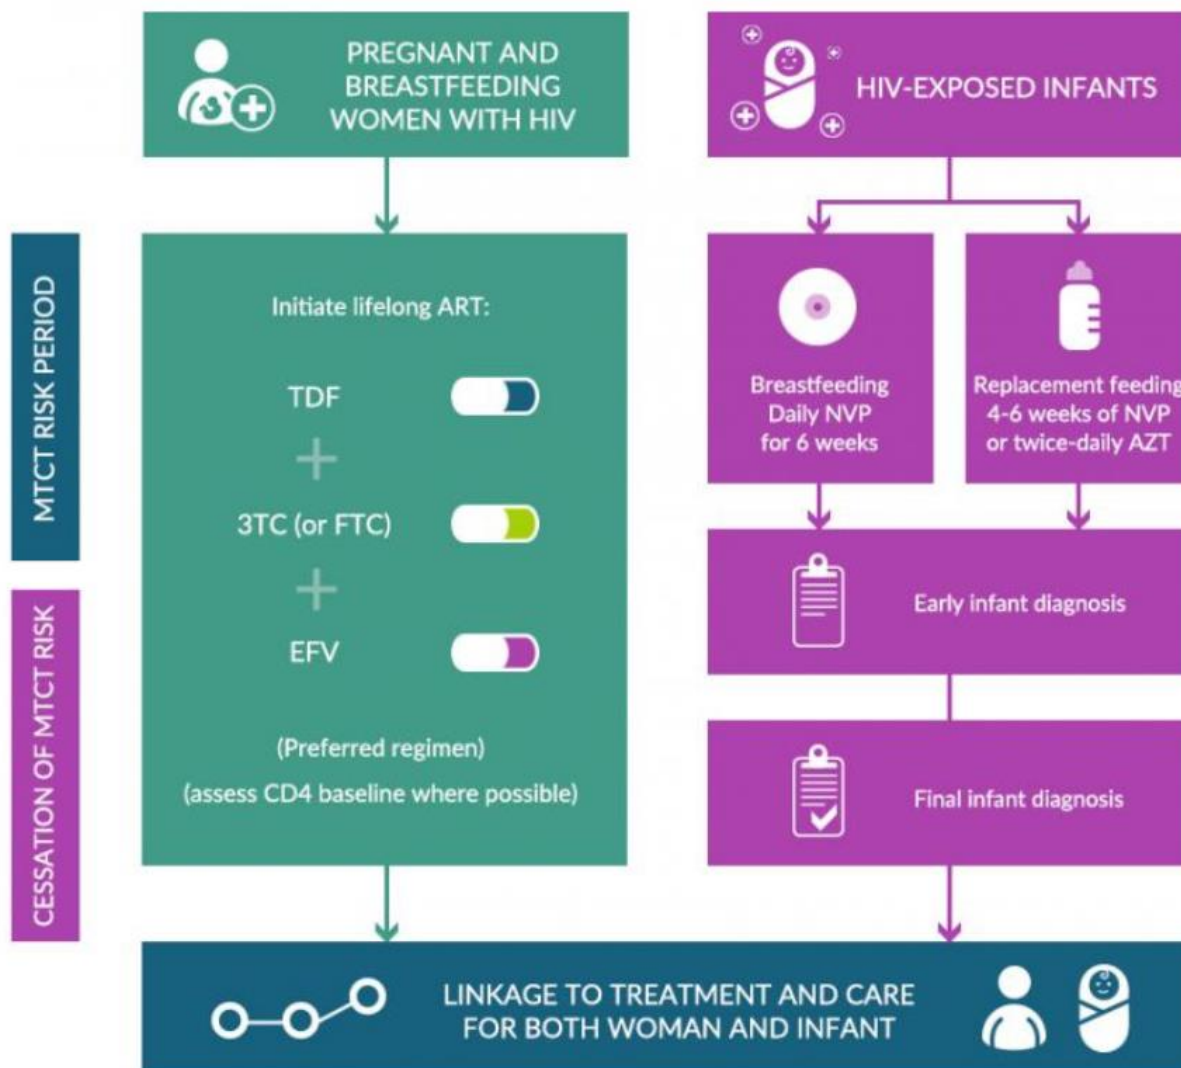 PREGNANT AND
BREASTFEEDING
WOMEN WITH HIV
HIV-EXPOSED INFANTS
MTCT RISK PERIOD
CESSATION OF MTCT RISK
Initiate lifelong ART:
TDF
+
3TC (or FTC)
+
EFV
(Preferred regimen)
(assess CD4 baseline where possible)
Breastfeeding
Daily NVP
for 6 weeks
Replacement feeding
4-6 weeks of NVP
or twice-daily AZT
Early infant diagnosis
Final infant diagnosis
LINKAGE TO TREATMENT AND CARE
FOR BOTH WOMAN AND INFANT